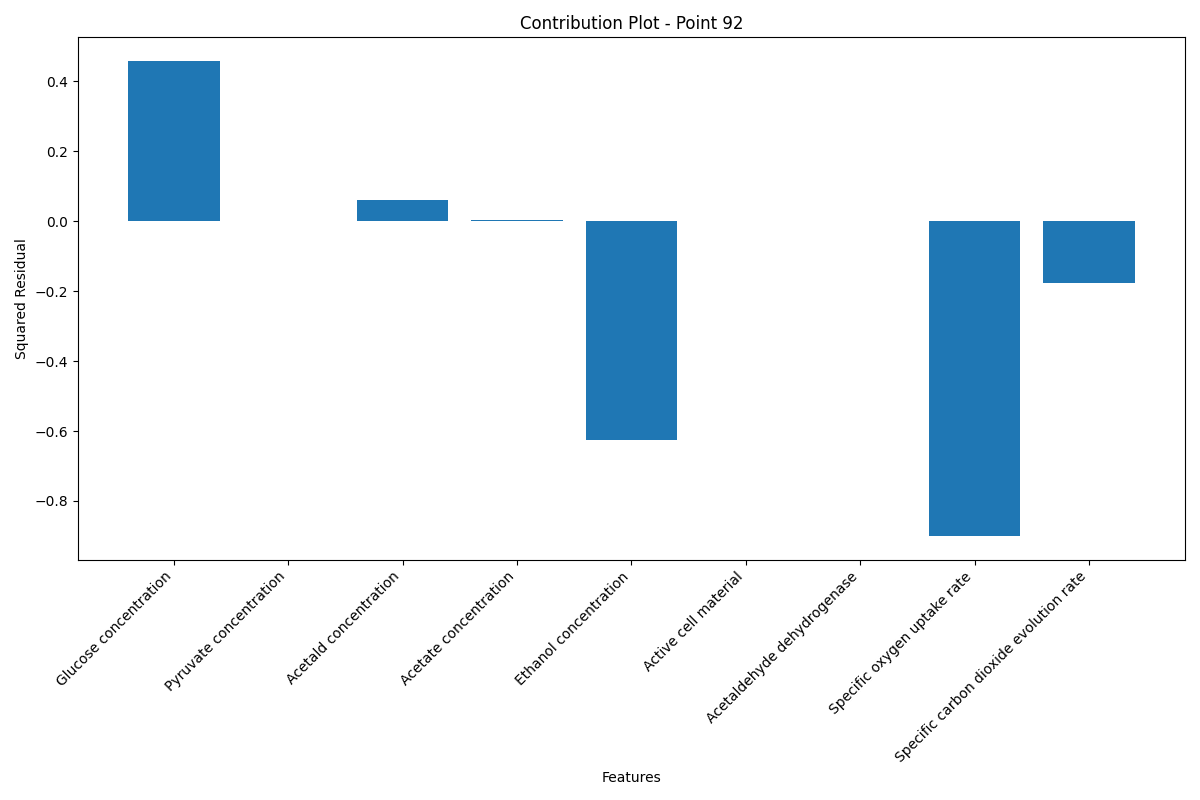 Contribution Plot - Point 92
Squared Residual
0.4
0.2
0.0
−0.2
−0.4
−0.6
−0.8
Glucose concentration
Pyruvate concentration
Acetald concentration
Acetate concentration
Ethanol concentration
Active cell material
Acetaldehyde dehydrogenase
Specific oxygen uptake rate
Specific carbon dioxide evolution rate
Features